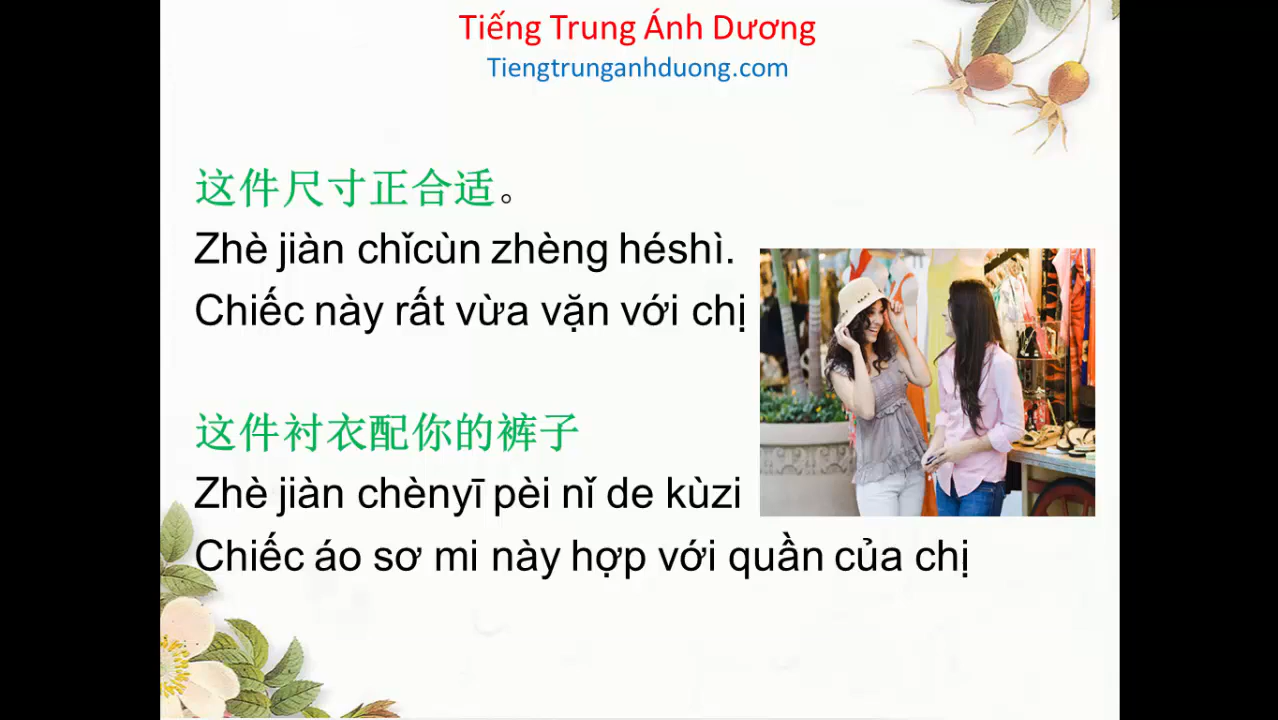 Tiếng Trung Ánh Dương
Tiengtrunganhduong.com
这件尺寸正合适。
Zhè jiàn chǐcùn zhèng héshì.
Chiếc này rất vừa vặn với chị
这件衬衣配你的裤子
Zhè jiàn chènyī pèi nǐ de kùzi
Chiếc áo sơ mi này hợp với quần của chị